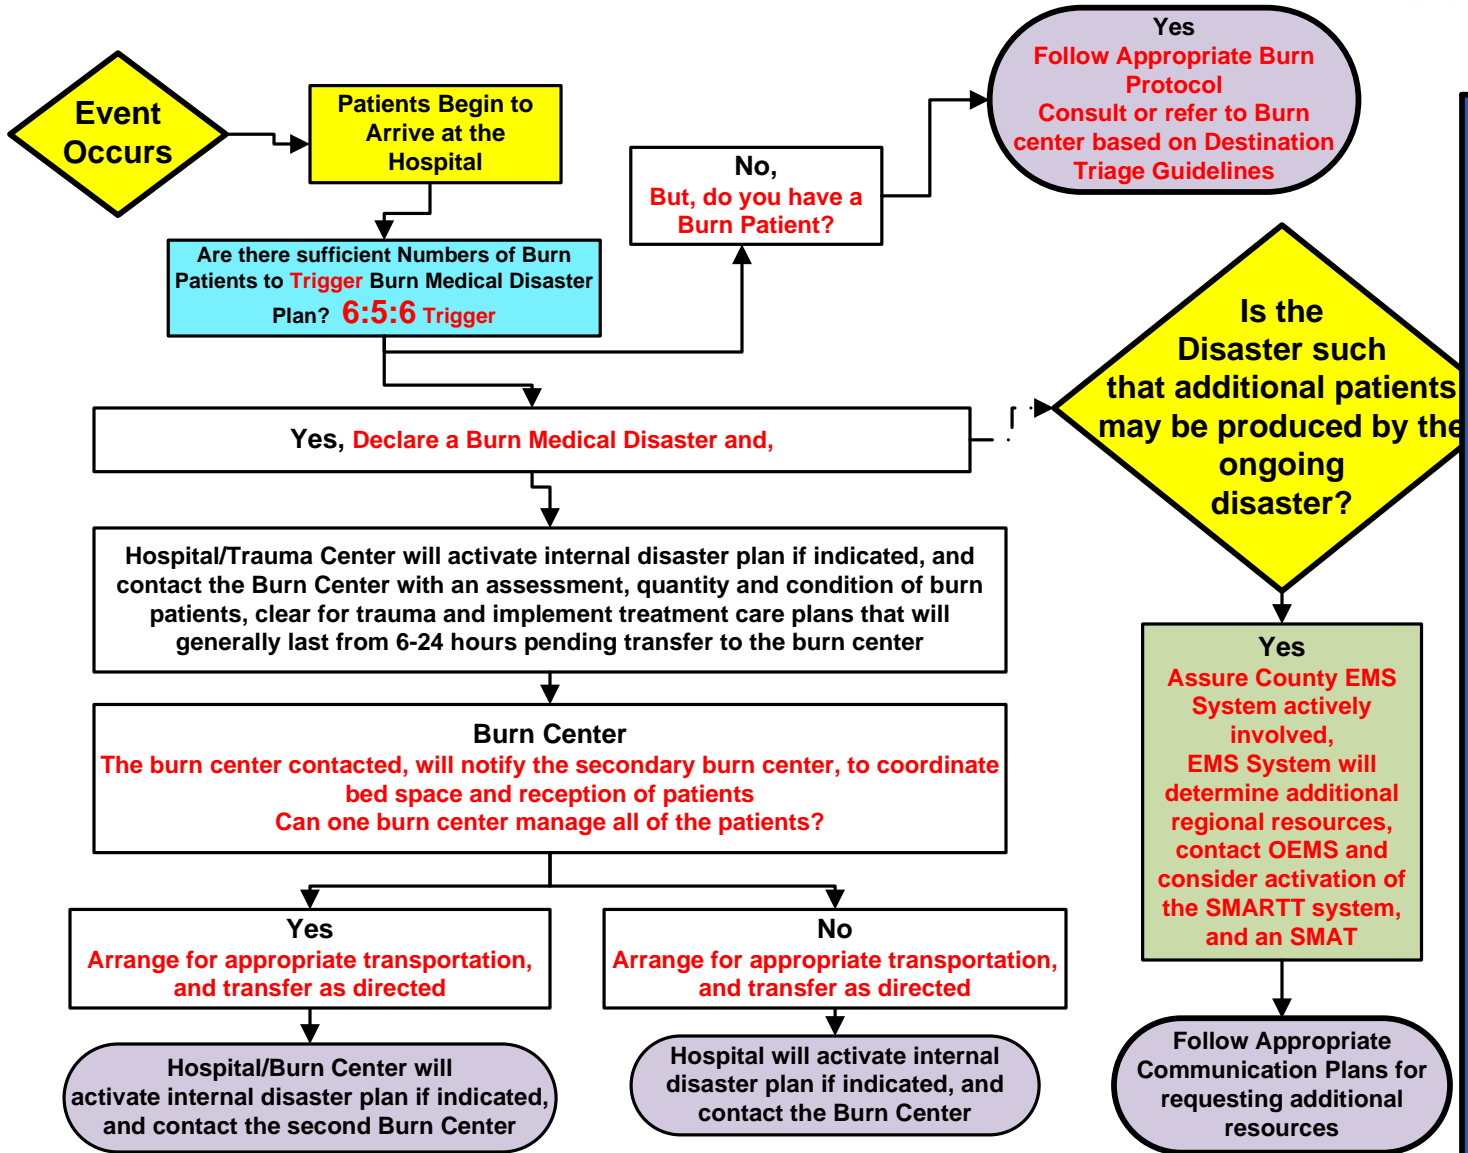 Event
Occurs
Patients Begin to
Arrive at the
Hospital
Are there sufficient Numbers of Burn
Patients to Trigger Burn Medical Disaster
Plan? 6:5:6 Trigger
No,
But, do you have a
Burn Patient?
Yes
Follow Appropriate Burn
Protocol
Consult or refer to Burn
center based on Destination
Triage Guidelines
Yes, Declare a Burn Medical Disaster and,
Is the
Disaster such
that additional patients
may be produced by the
ongoing
disaster?
Hospital/Trauma Center will activate internal disaster plan if indicated, and
contact the Burn Center with an assessment, quantity and condition of burn
patients, clear for trauma and implement treatment care plans that will
generally last from 6-24 hours pending transfer to the burn center
Burn Center
The burn center contacted, will notify the secondary burn center, to coordinate
bed space and reception of patients
Can one burn center manage all of the patients?
Yes
Arrange for appropriate transportation,
and transfer as directed
No
Arrange for appropriate transportation,
and transfer as directed
Hospital/Burn Center will
activate internal disaster plan if indicated,
and contact the second Burn Center
Hospital will activate internal
disaster plan if indicated, and
contact the Burn Center
Yes
Assure County EMS
System actively
involved,
EMS System will
determine additional
regional resources,
contact OEMS and
consider activation of
the SMARTT system,
and an SMAT
Follow Appropriate
Communication Plans for
requesting additional
resources